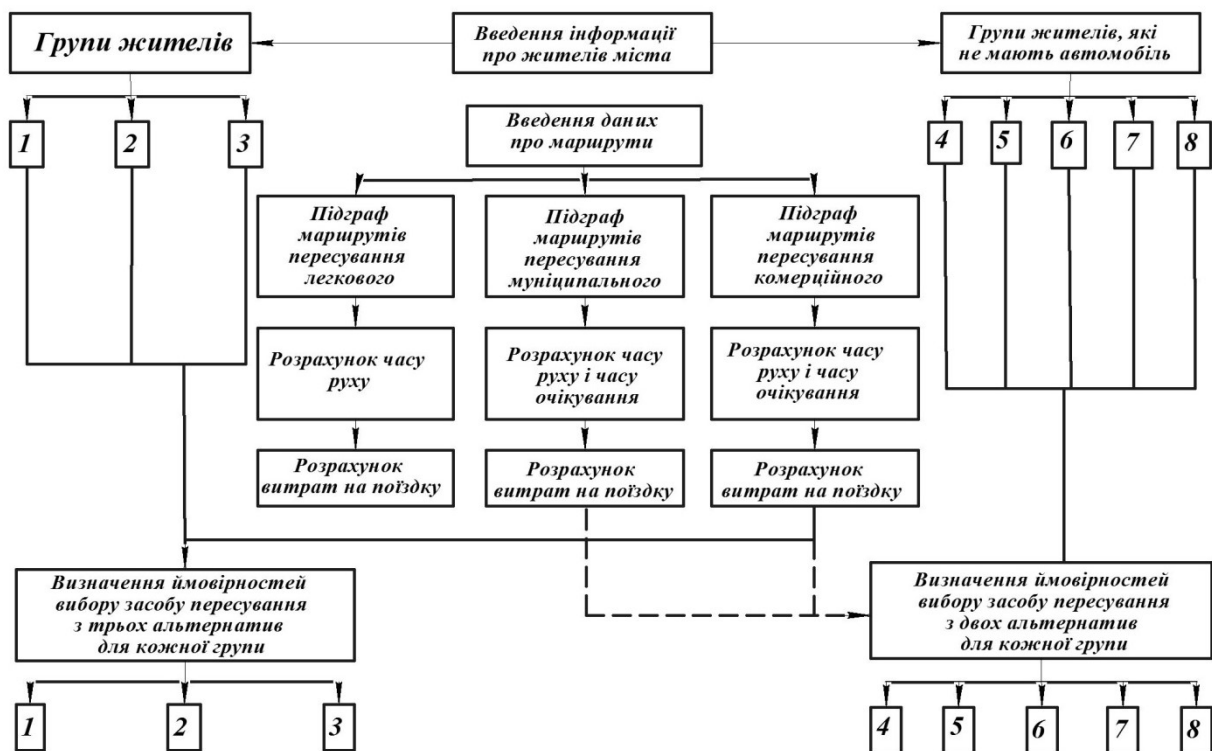 Групи жителів
Введення інформації
про жителів міста
Групи жителів, які
не мають автомобіль
1
2
3
Введення даних
про маршрути
4
5
6
7
8
Підграф
маршрутів
пересування
легкового
Підграф
маршрутів
пересування
муніципального
Підграф
маршрутів
пересування
комерційного
Розрахунок часу
руху
Розрахунок часу
руху і часу
очікування
Розрахунок часу
руху і часу
очікування
Розрахунок
витрат на поїздку
Розрахунок
витрат на поїздку
Розрахунок
витрат на поїздку
Визначення ймовірностей
вибору засобу пересування
з трьох альтернатив
для кожної групи
Визначення ймовірностей
вибору засобу пересування
з двох альтернатив
для кожної групи
1
2
3
4
5
6
7
8